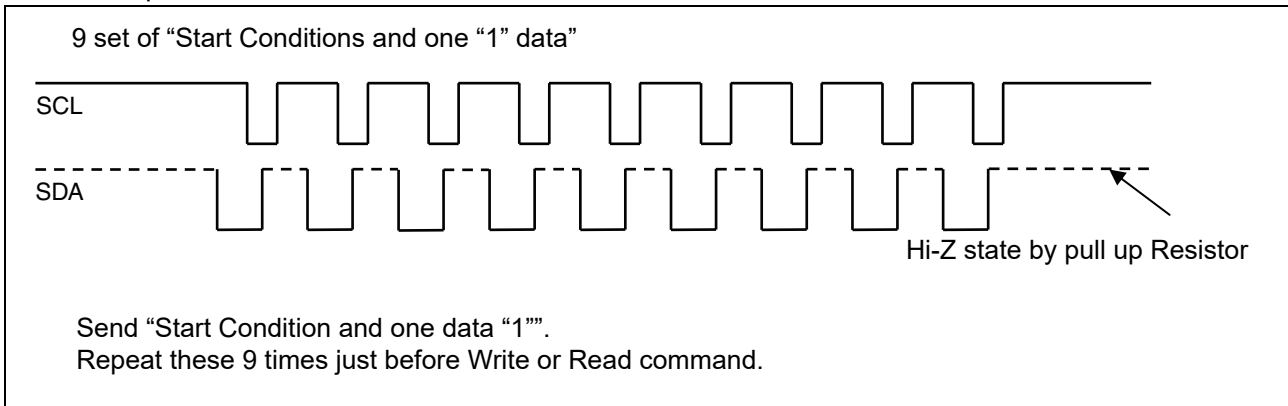 9 set of “Start Conditions and one “1” data”
SCL
SDA
Hi-Z state by pull up Resistor
Send “Start Condition and one data “1””.
Repeat these 9 times just before Write or Read command.